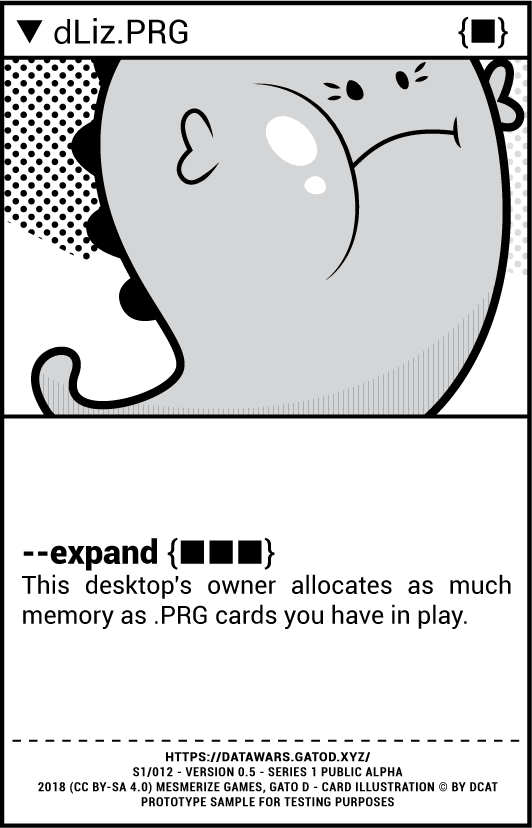 ▼ dLiz.PRG {■}
--expand {■■■}
This desktop's owner allocates as much
memory as .PRG cards you have in play.
HTTPS://DATAWARS.GATOD.XYZ/
S1/012 - VERSION 0.5 - SERIES 1 PUBLIC ALPHA
2018 (CC BY-SA 4.0) MESMERIZE GAMES, GATO D - CARD ILLUSTRATION © BY DCAT
PROTOTYPE SAMPLE FOR TESTING PURPOSES